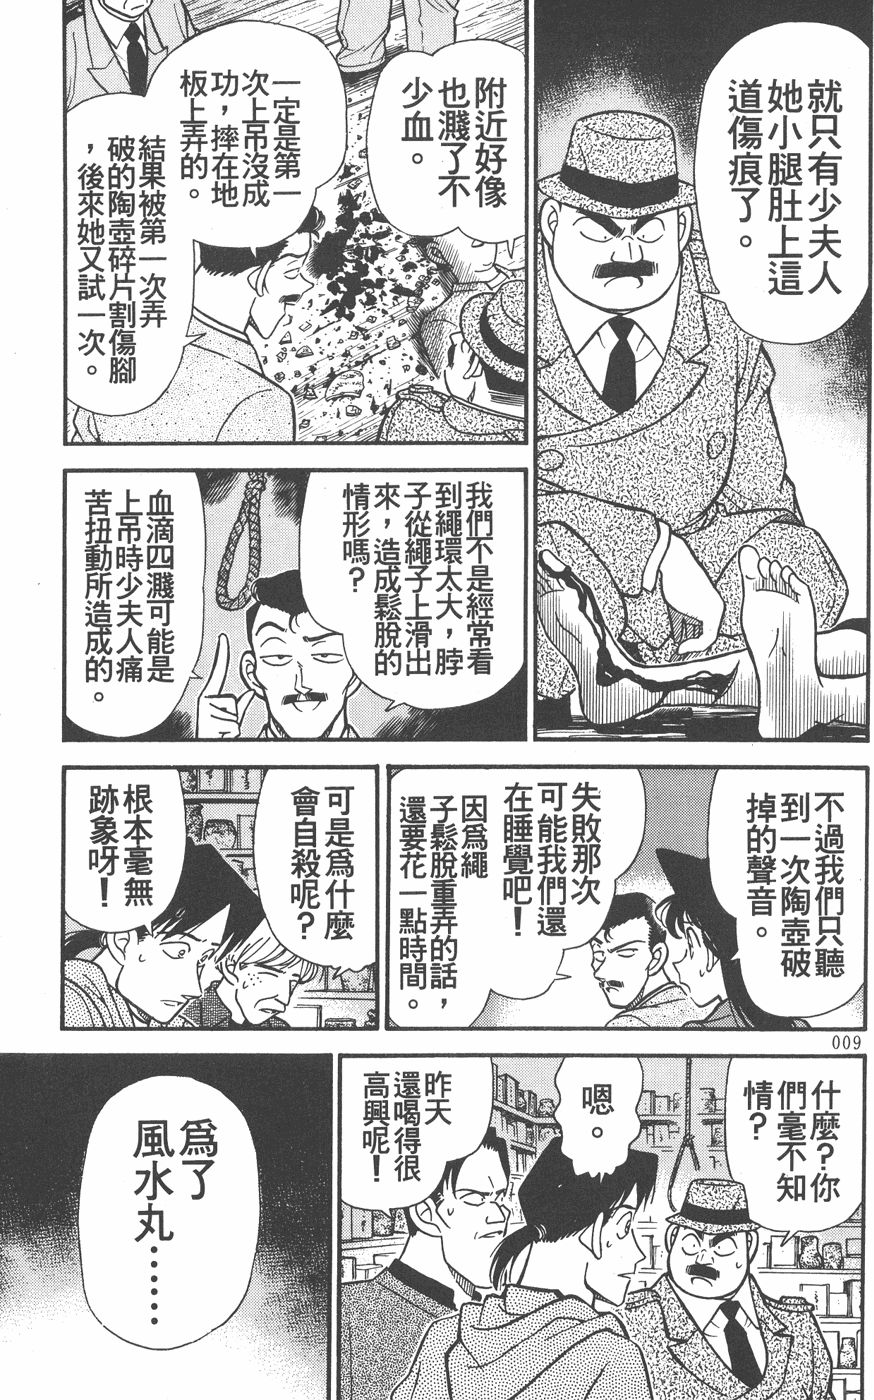 就只有少夫人
她小腿肚上這
道傷痕了。
附近好像
也濺了不
少血。
一定是第一
次上吊沒成
功，摔在地
板上弄的。
結果被第一次弄
破的陶壺碎片割傷腳
，後來她又試一次。
我們不是經常看
到繩環太大，脖
子從繩子上滑出
來，造成鬆脫的
情形嗎？
血滴四濺可能是
上吊時少夫人痛
苦扭動所造成的。
不過我們只聽
到一次陶壺破
掉的聲音。
失敗那次
可能我們還
在睡覺吧！
因為繩
子鬆脫重弄的話，
還要花一點時間。
可是為什麼
會自殺呢？
根本毫無
跡象呀！
009
什麼？你
們毫不知
情？
嗯。
昨天
還喝得很
高興呢！
為了
風水丸……